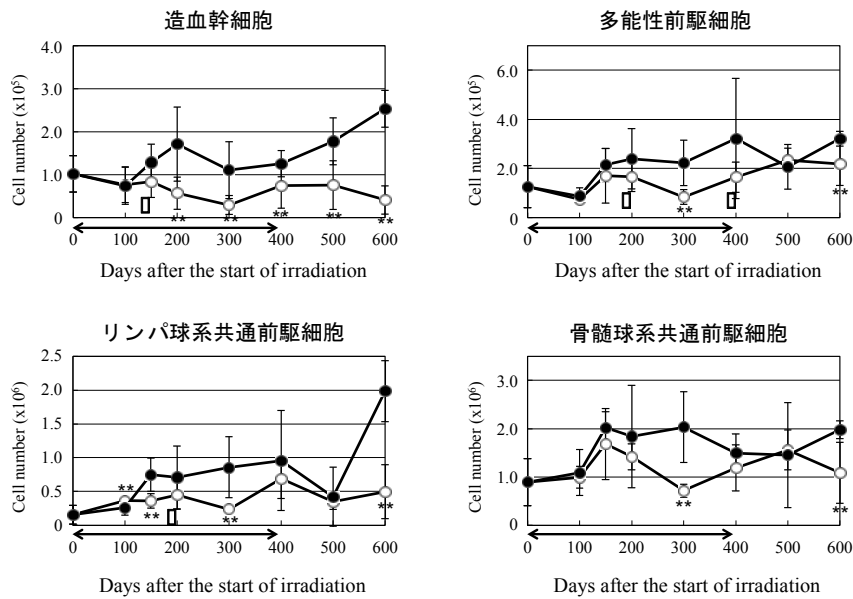 造血幹細胞
4.0
3.0
2.0
1.0
0
Cell number (x10⁵)
** ** ** ** **
0 100 200 300 400 500 600
Days after the start of irradiation
多能性前駆細胞
6.0
4.0
2.0
0
Cell number (x10⁵)
** **
0 100 200 300 400 500 600
Days after the start of irradiation
リンパ球系共通前駆細胞
2.5
2.0
1.5
1.0
0.5
0
Cell number (x10⁶)
** ** ** **
0 100 200 300 400 500 600
Days after the start of irradiation
骨髄球系共通前駆細胞
3.0
2.0
1.0
0
Cell number (x10⁶)
** **
0 100 200 300 400 500 600
Days after the start of irradiation